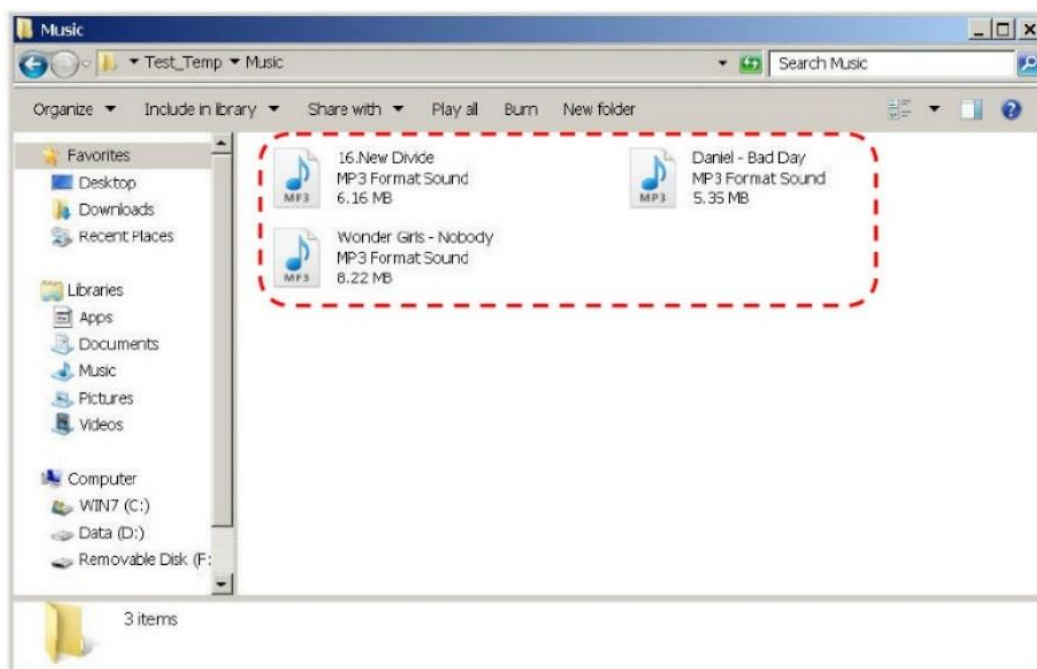 Music
Test_Temp Music
Search Music
Organize Include in library Share with Play all Burn New folder
Favorites
Desktop
Downloads
Recent Places
Libraries
Apps
Documents
Music
Pictures
Videos
Computer
WIN7 (C:)
Data (D:)
Removable Disk (F:
MP3
16.New Divide
MP3 Format Sound
6.16 MB
MP3
Daniel - Bad Day
MP3 Format Sound
5.35 MB
MP3
Wonder Girls - Nobody
MP3 Format Sound
8.22 MB
3 items